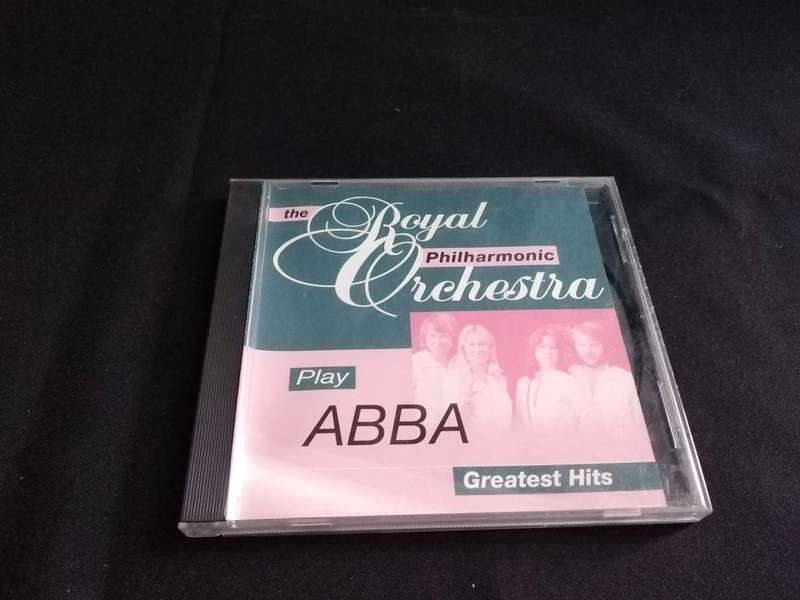 the Royal
Philharmonic
Orchestra
Play
ABBA
Greatest Hits